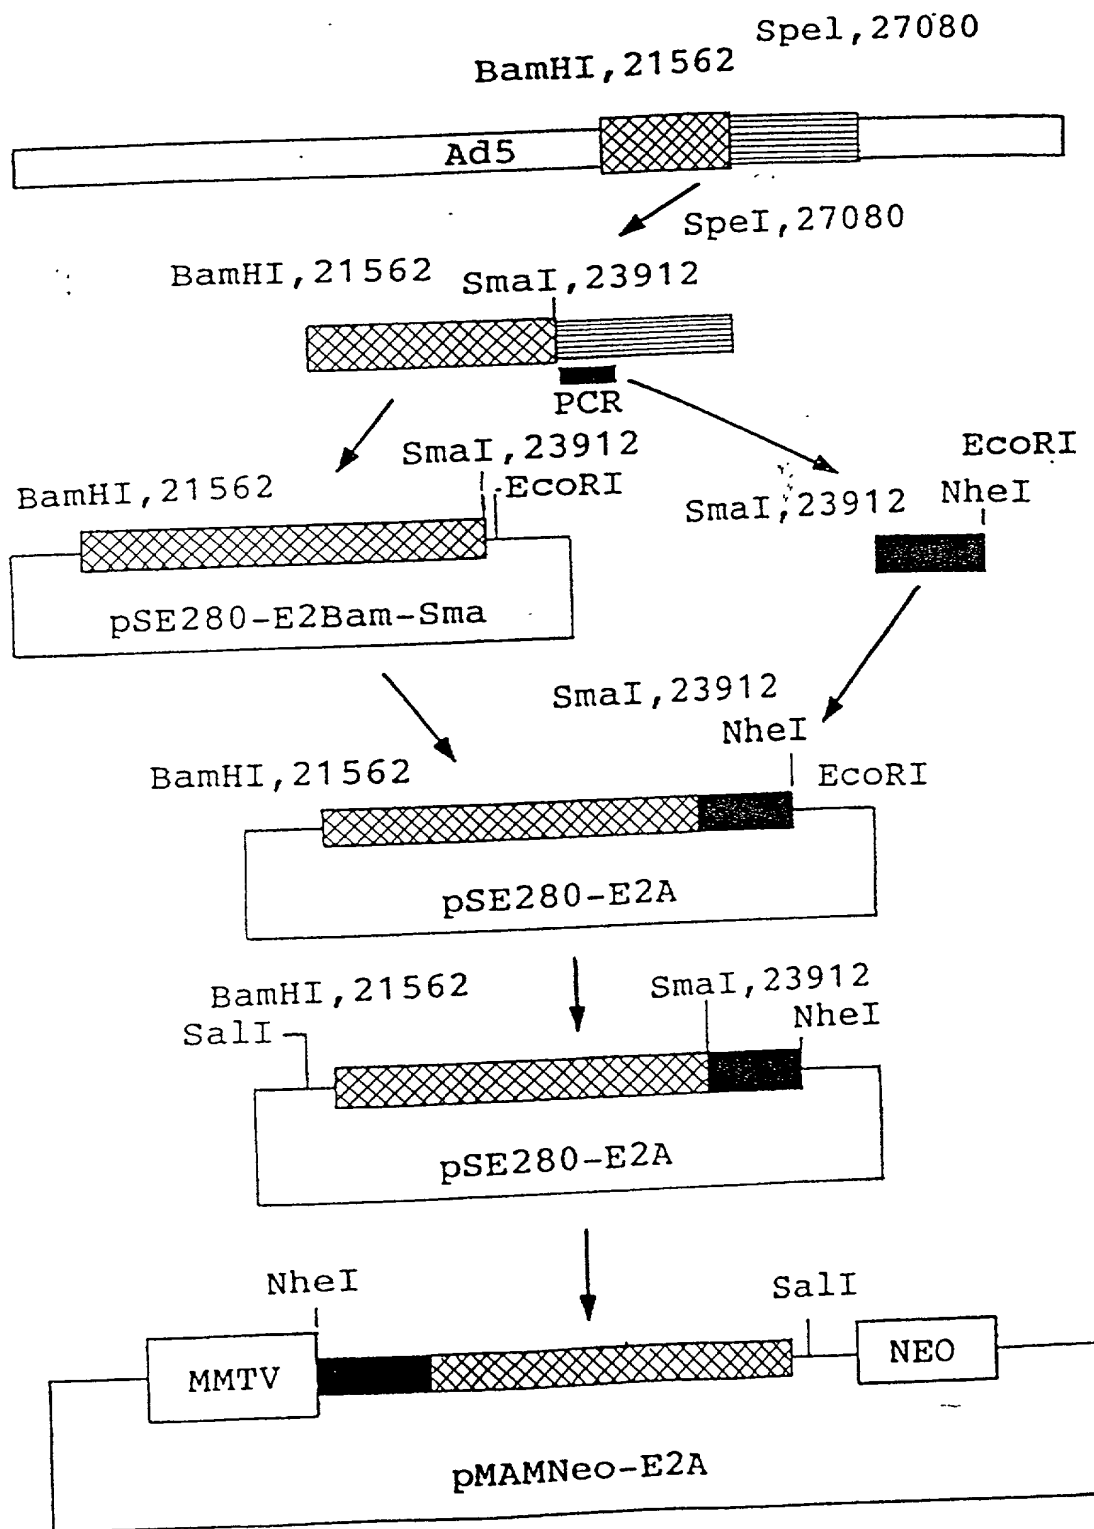 Spel,27080
BamHI,21562
Ad5
SpeI,27080
BamHI,21562
SmaI,23912
PCR
SmaI,23912
EcoRI
BamHI,21562
EcoRI
NheI
SmaI,23912
pSE280-E2Bam-Sma
SmaI,23912
NheI
EcoRI
BamHI,21562
pSE280-E2A
BamHI,21562
SmaI,23912
SalI
NheI
pSE280-E2A
NheI
SalI
MMTV
NEO
pMAMNeo-E2A